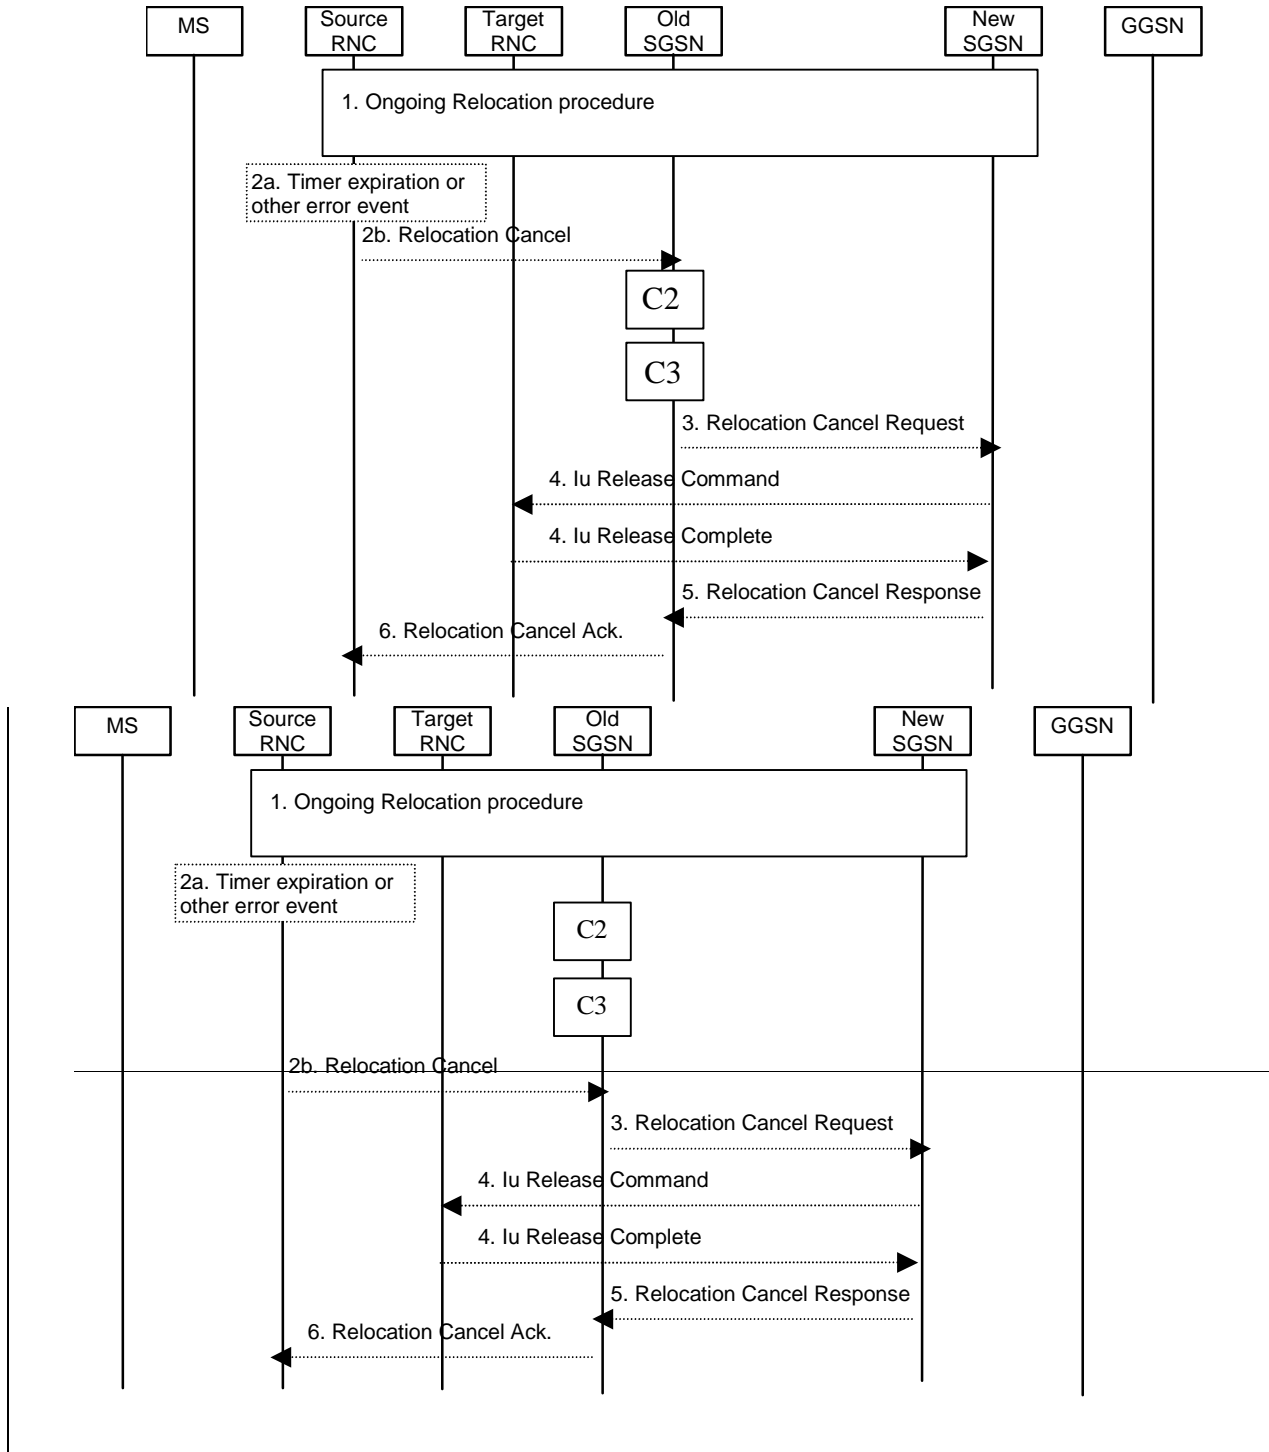 MS
Source
RNC
Target
RNC
Old
SGSN
New
SGSN
GGSN
1. Ongoing Relocation procedure
2a. Timer expiration or
other error event
2b. Relocation Cancel
C2
C3
3. Relocation Cancel Request
4. Iu Release Command
4. Iu Release Complete
5. Relocation Cancel Response
6. Relocation Cancel Ack.
MS
Source
RNC
Target
RNC
Old
SGSN
New
SGSN
GGSN
1. Ongoing Relocation procedure
2a. Timer expiration or
other error event
C2
C3
2b. Relocation Cancel
3. Relocation Cancel Request
4. Iu Release Command
4. Iu Release Complete
5. Relocation Cancel Response
6. Relocation Cancel Ack.